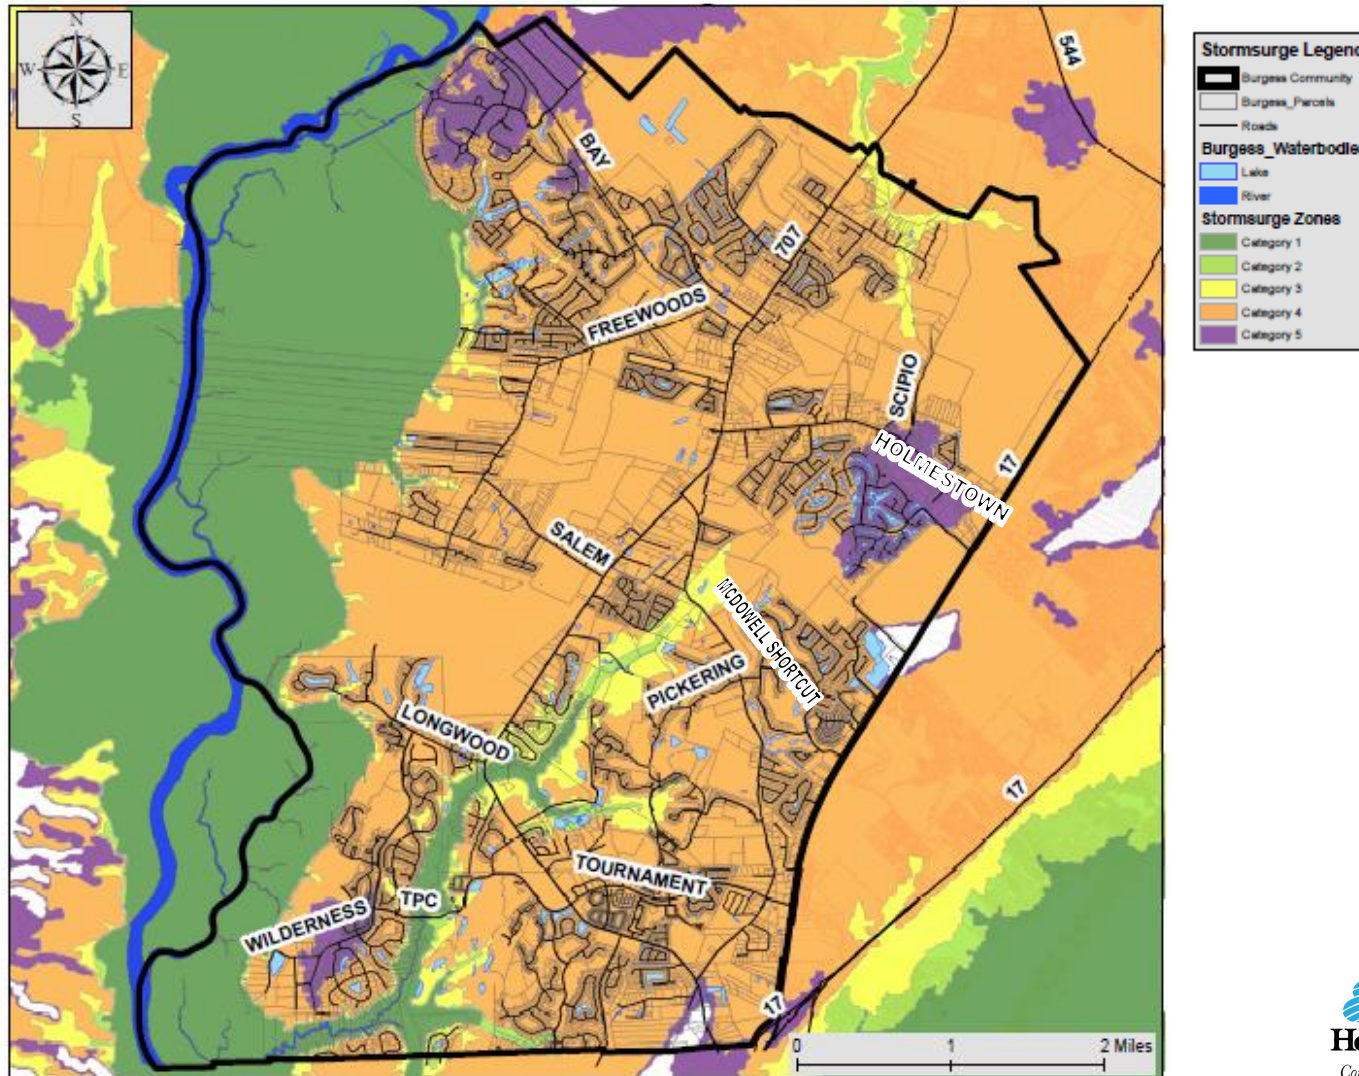 N
W E
S
544
BAY
707
FREEWOODS
SCIPIO
HOLMESTOWN
17
SALEM
MCDOWELL SHORTCUT
PICKERING
LONGWOOD
17
TOURNAMENT
TPC
WILDERNESS
17
0 1 2 Miles
Stormsurge Legend
Burgess Community
Burgess_Parcels
Roads
Burgess_Waterbodie
Lake
River
Stormsurge Zones
Category 1
Category 2
Category 3
Category 4
Category 5